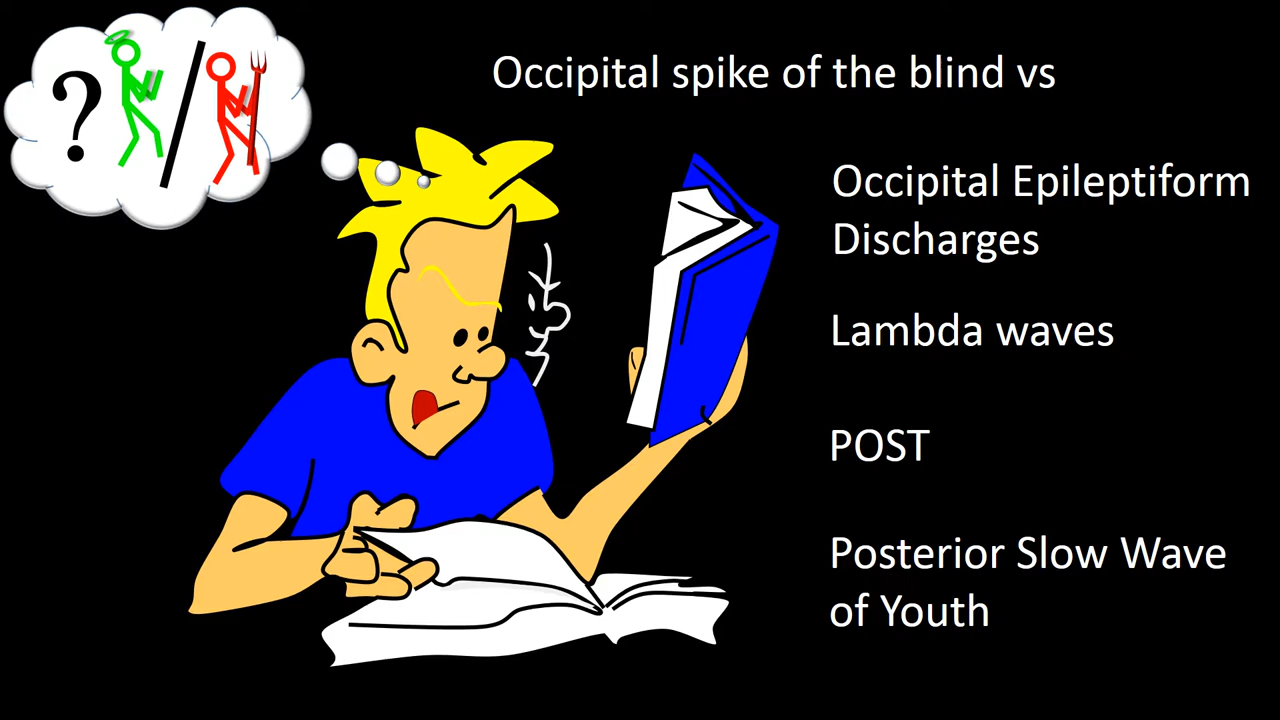 ?
Occipital spike of the blind vs
Occipital Epileptiform
Discharges
Lambda waves
POST
Posterior Slow Wave
of Youth